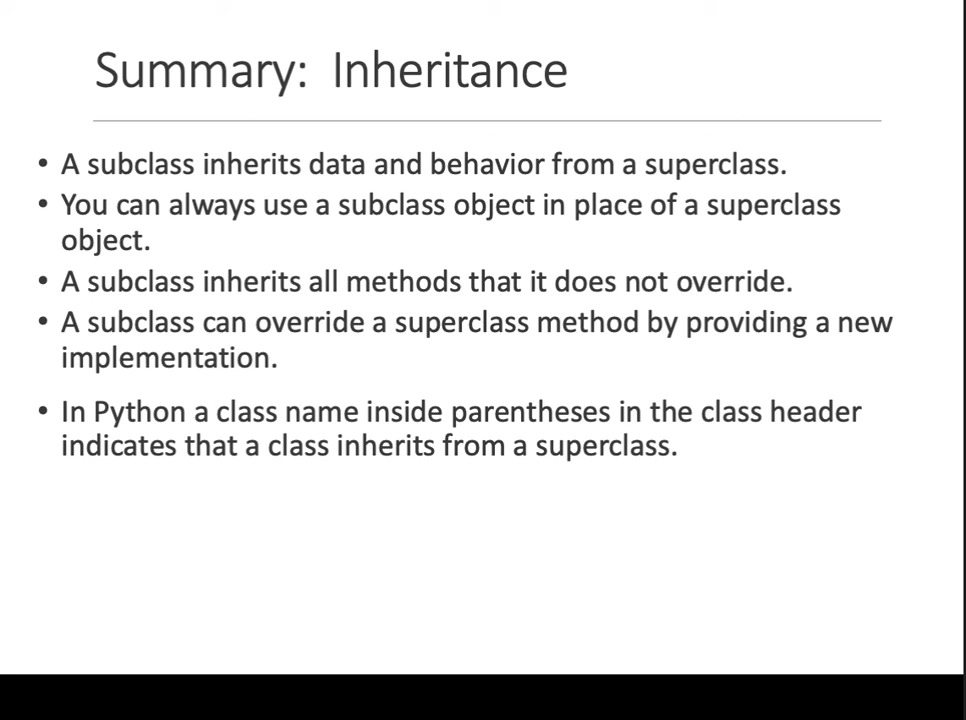 Summary: Inheritance
• A subclass inherits data and behavior from a superclass.
• You can always use a subclass object in place of a superclass
object.
• A subclass inherits all methods that it does not override.
• A subclass can override a superclass method by providing a new
implementation.
• In Python a class name inside parentheses in the class header
indicates that a class inherits from a superclass.